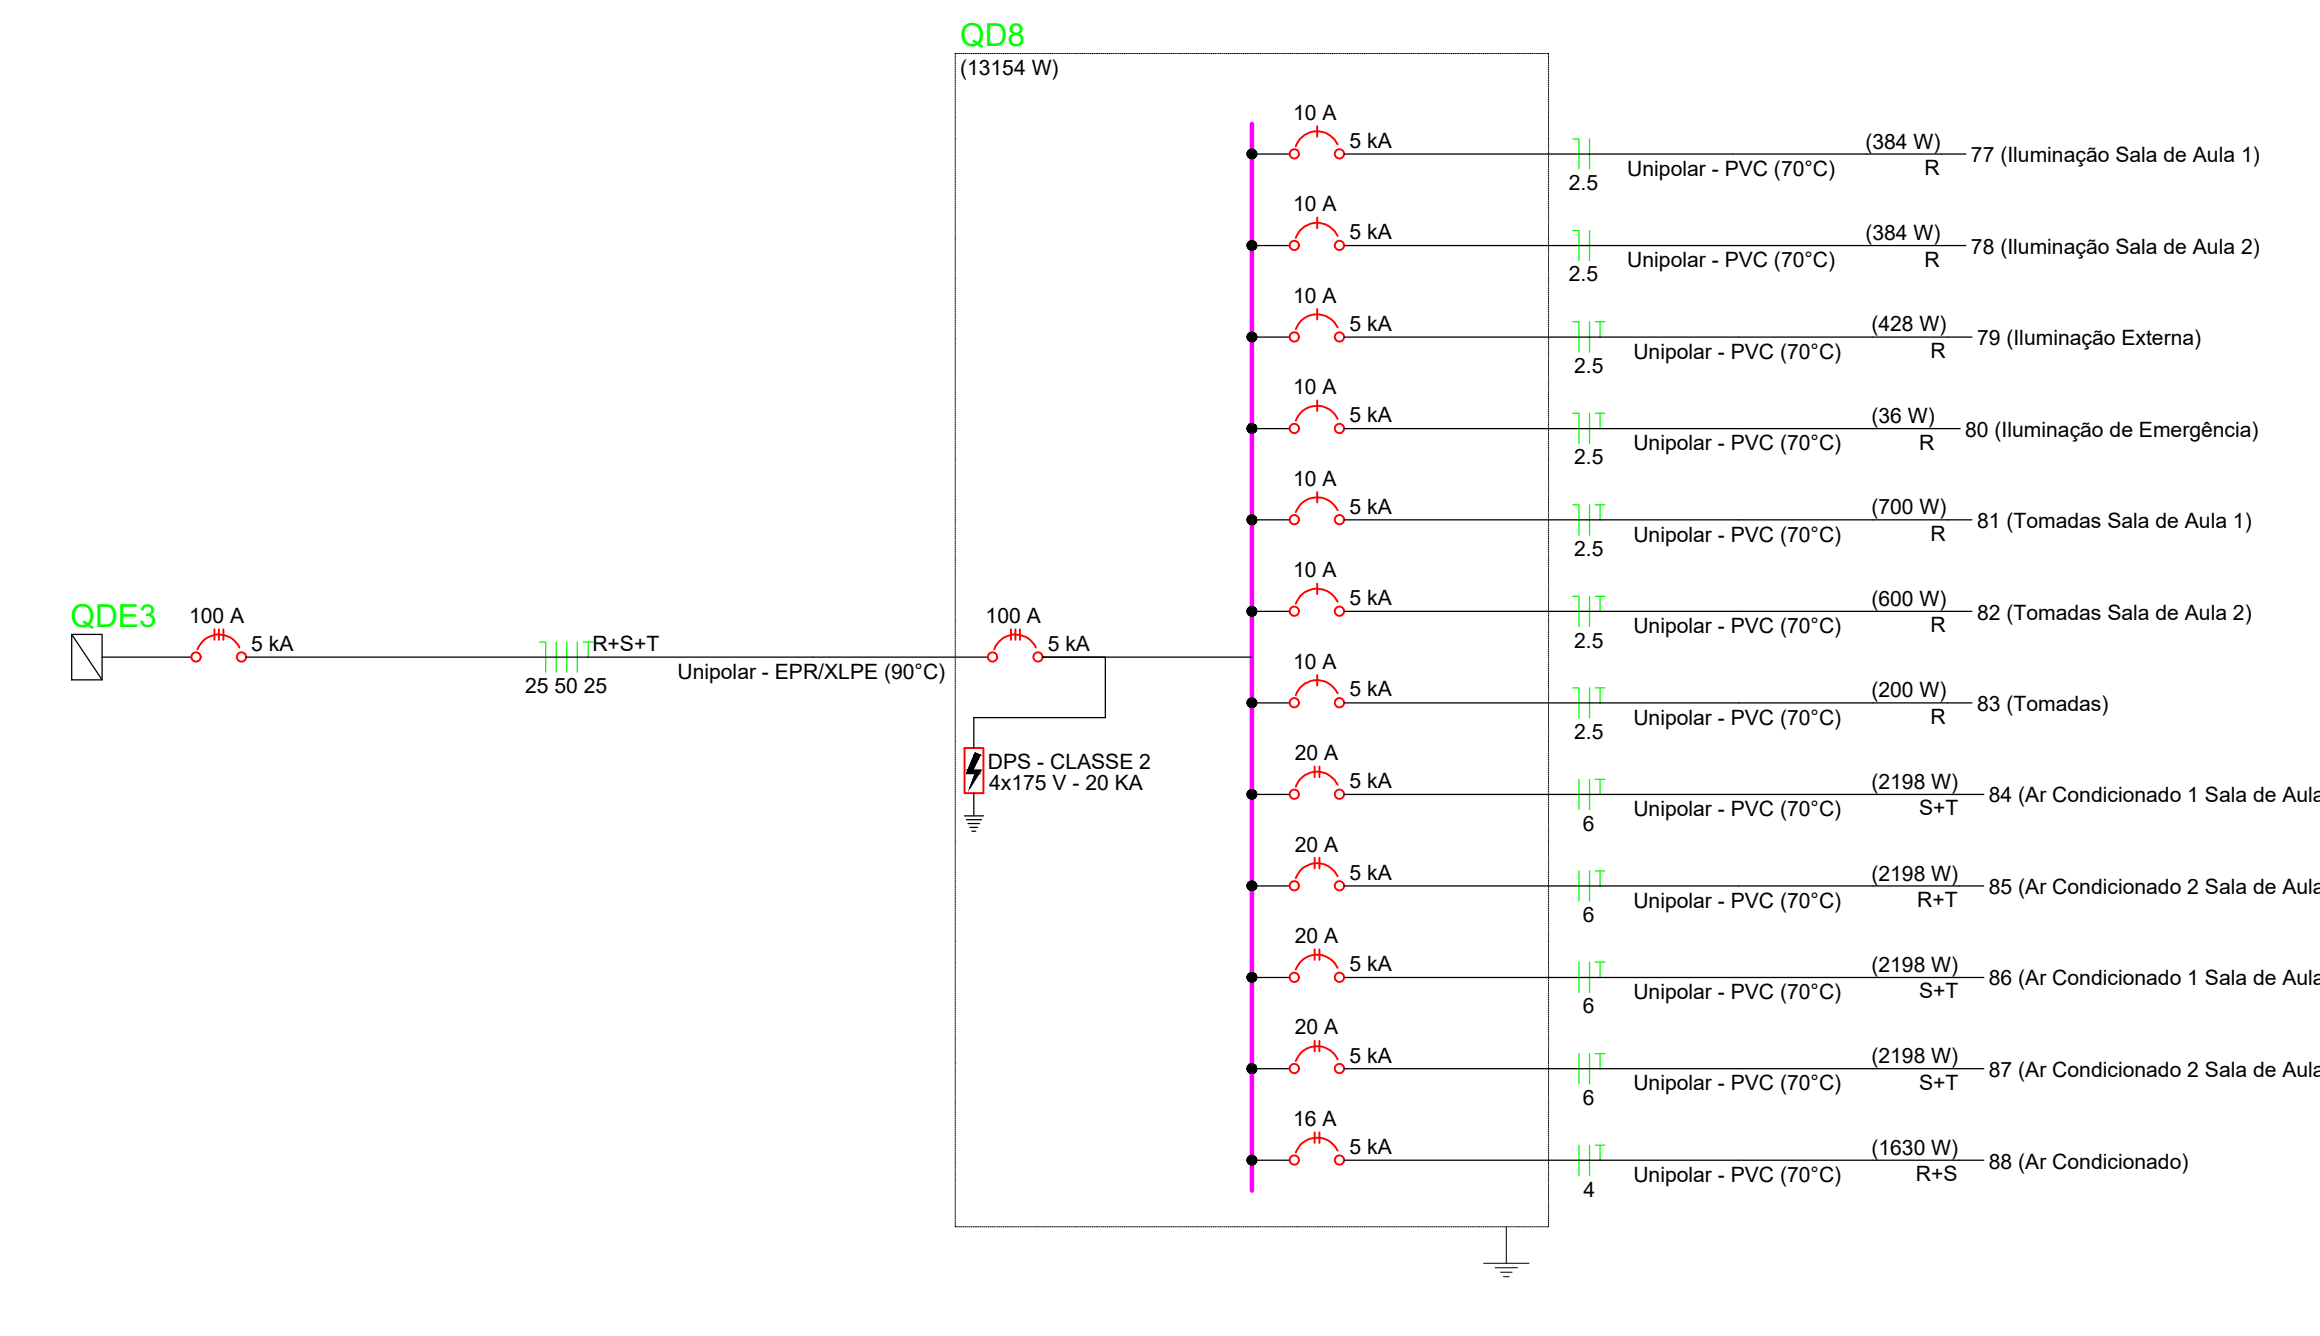 QD8
(13154 W)
10 A
5 kA
2.5
Unipolar - PVC (70°C)
(384 W)
R
77 (Iluminação Sala de Aula 1)
10 A
5 kA
2.5
Unipolar - PVC (70°C)
(384 W)
R
78 (Iluminação Sala de Aula 2)
10 A
5 kA
2.5
Unipolar - PVC (70°C)
(428 W)
R
79 (Iluminação Externa)
10 A
5 kA
2.5
Unipolar - PVC (70°C)
(36 W)
R
80 (Iluminação de Emergência)
10 A
5 kA
2.5
Unipolar - PVC (70°C)
(700 W)
R
81 (Tomadas Sala de Aula 1)
10 A
5 kA
2.5
Unipolar - PVC (70°C)
(600 W)
R
82 (Tomadas Sala de Aula 2)
QDE3
100 A
5 kA
R+S+T
25 50 25
Unipolar - EPR/XLPE (90°C)
100 A
5 kA
DPS - CLASSE 2
4x175 V - 20 KA
10 A
5 kA
2.5
Unipolar - PVC (70°C)
(200 W)
R
83 (Tomadas)
20 A
5 kA
6
Unipolar - PVC (70°C)
(2198 W)
S+T
84 (Ar Condicionado 1 Sala de Aula
20 A
5 kA
6
Unipolar - PVC (70°C)
(2198 W)
R+T
85 (Ar Condicionado 2 Sala de Aula
20 A
5 kA
6
Unipolar - PVC (70°C)
(2198 W)
S+T
86 (Ar Condicionado 1 Sala de Aula
20 A
5 kA
6
Unipolar - PVC (70°C)
(2198 W)
S+T
87 (Ar Condicionado 2 Sala de Aula
16 A
5 kA
4
Unipolar - PVC (70°C)
(1630 W)
R+S
88 (Ar Condicionado)